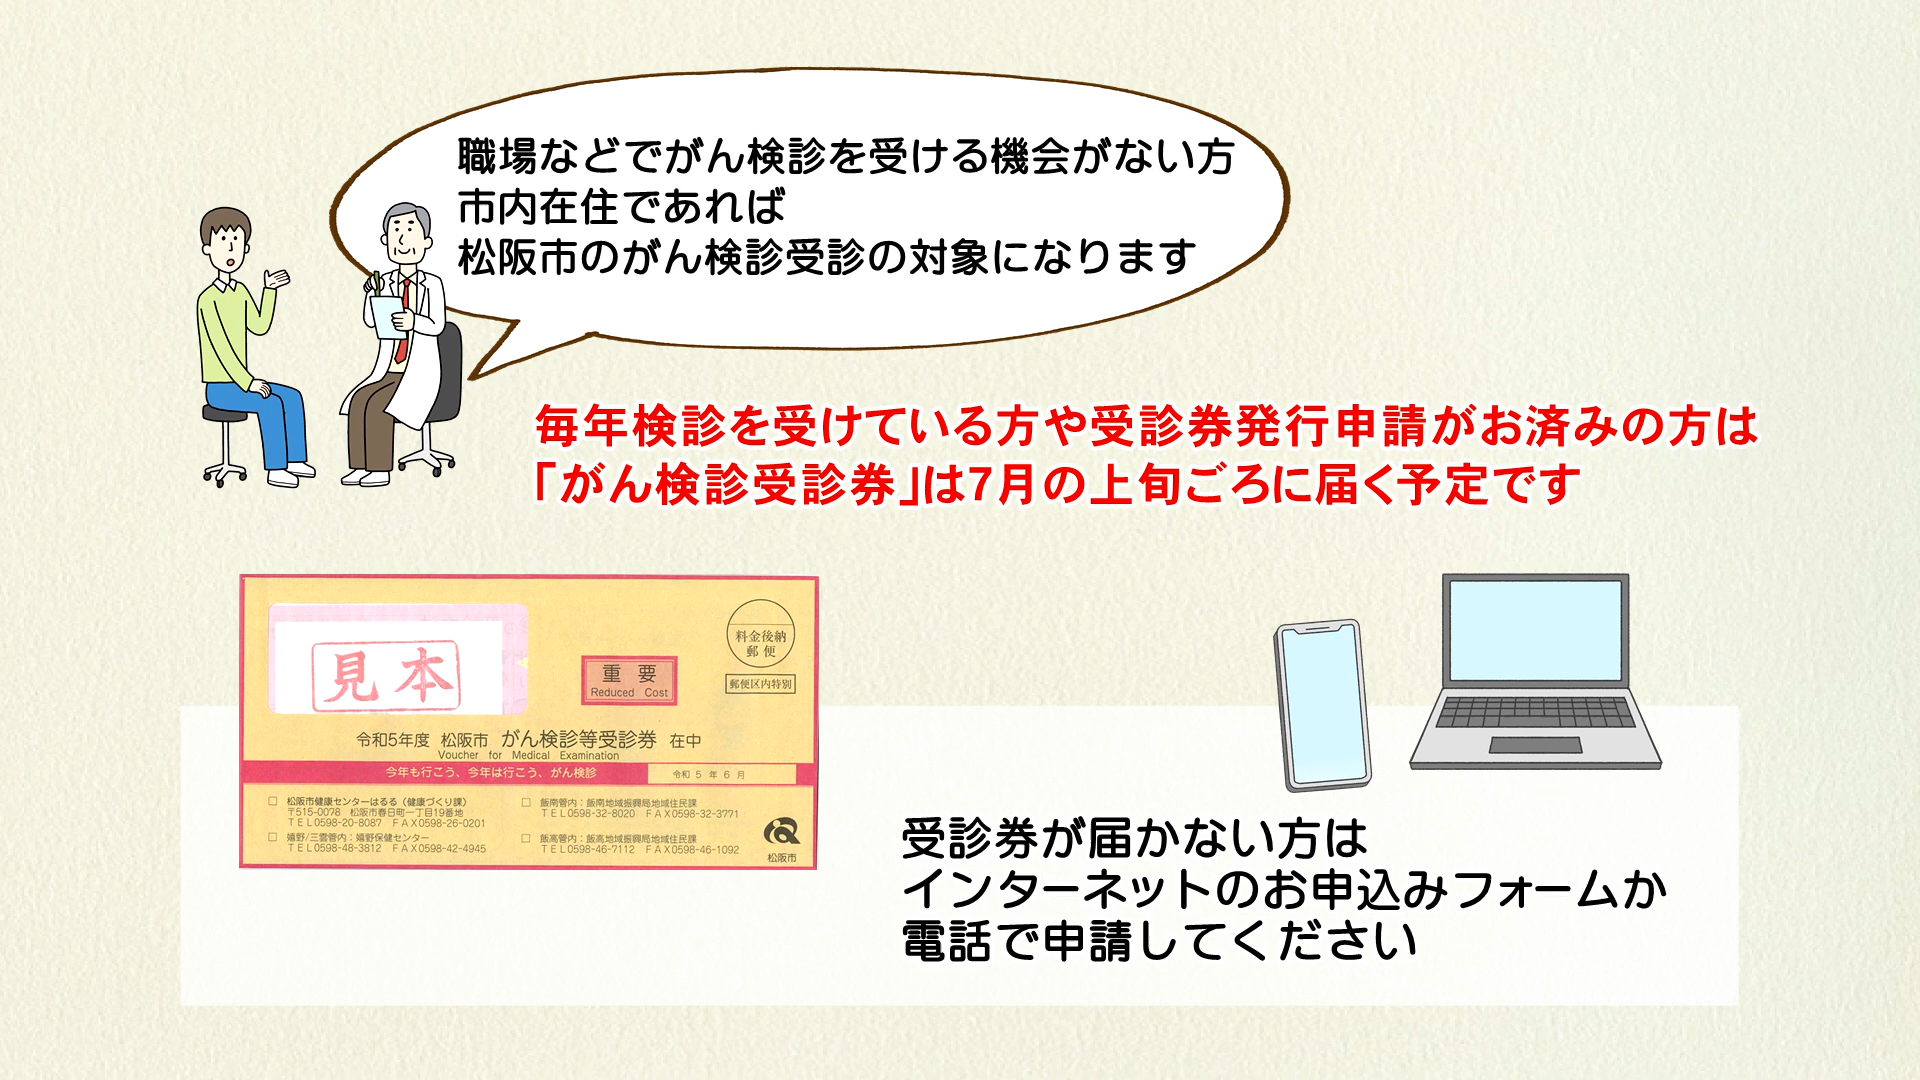 職場などでがん検診を受ける機会がない方
市内在住であれば
松阪市のがん検診受診の対象になります
毎年検診を受けている方や受診券発行申請がお済みの方は
「がん検診受診券」は7月の上旬ごろに届く予定です
見本
重要
Reduced Cost
料金後納
郵便
郵便区内特別
令和5年度 松阪市 がん検診等受診券 在中
Voucher for Medical Examination
今年も行こう、今年は行こう、がん検診
令和 5 年 6 月
□ 松阪市健康センターはるる（健康づくり課）
〒515-0078 松阪市春日町一丁目19番地
ＴＥＬ0598-20-8087 ＦＡＸ0598-26-0201
□ 嬉野/三雲管内：嬉野保健センター
ＴＥＬ0598-48-3812 ＦＡＸ0598-42-4945
□ 飯南管内：飯南地域振興局地域住民課
ＴＥＬ0598-32-8020 ＦＡＸ0598-32-3771
□ 飯高管内：飯高地域振興局地域住民課
ＴＥＬ0598-46-7112 ＦＡＸ0598-46-1092
松阪市
受診券が届かない方は
インターネットのお申込みフォームか
電話で申請してください